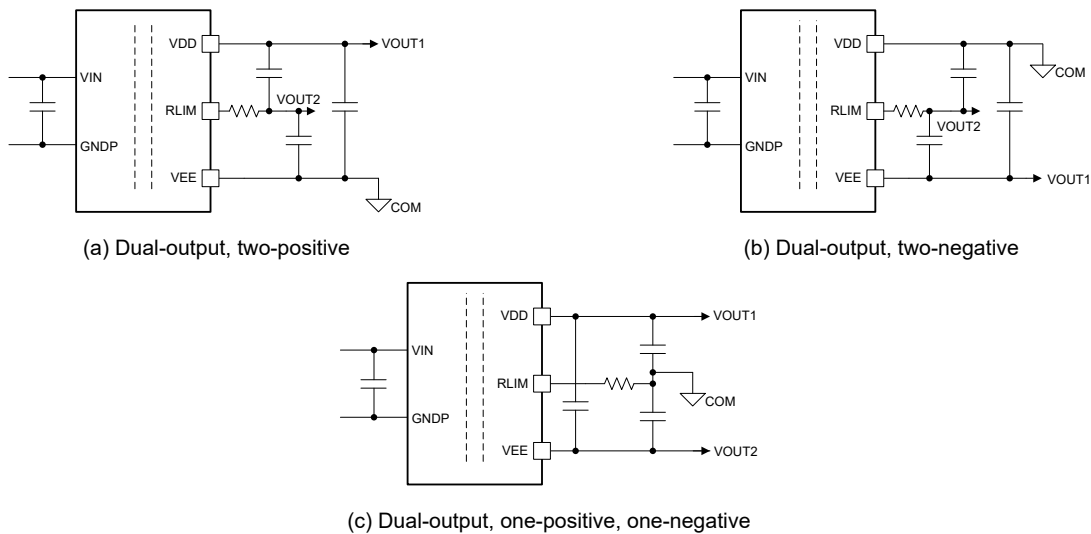 VDD
VOUT1
VIN
RLIM
VOUT2
GNDP
VEE
COM
(a) Dual-output, two-positive
VDD
COM
VIN
RLIM
VOUT2
GNDP
VEE
VOUT1
(b) Dual-output, two-negative
VDD
VOUT1
VIN
RLIM
COM
GNDP
VEE
VOUT2
(c) Dual-output, one-positive, one-negative